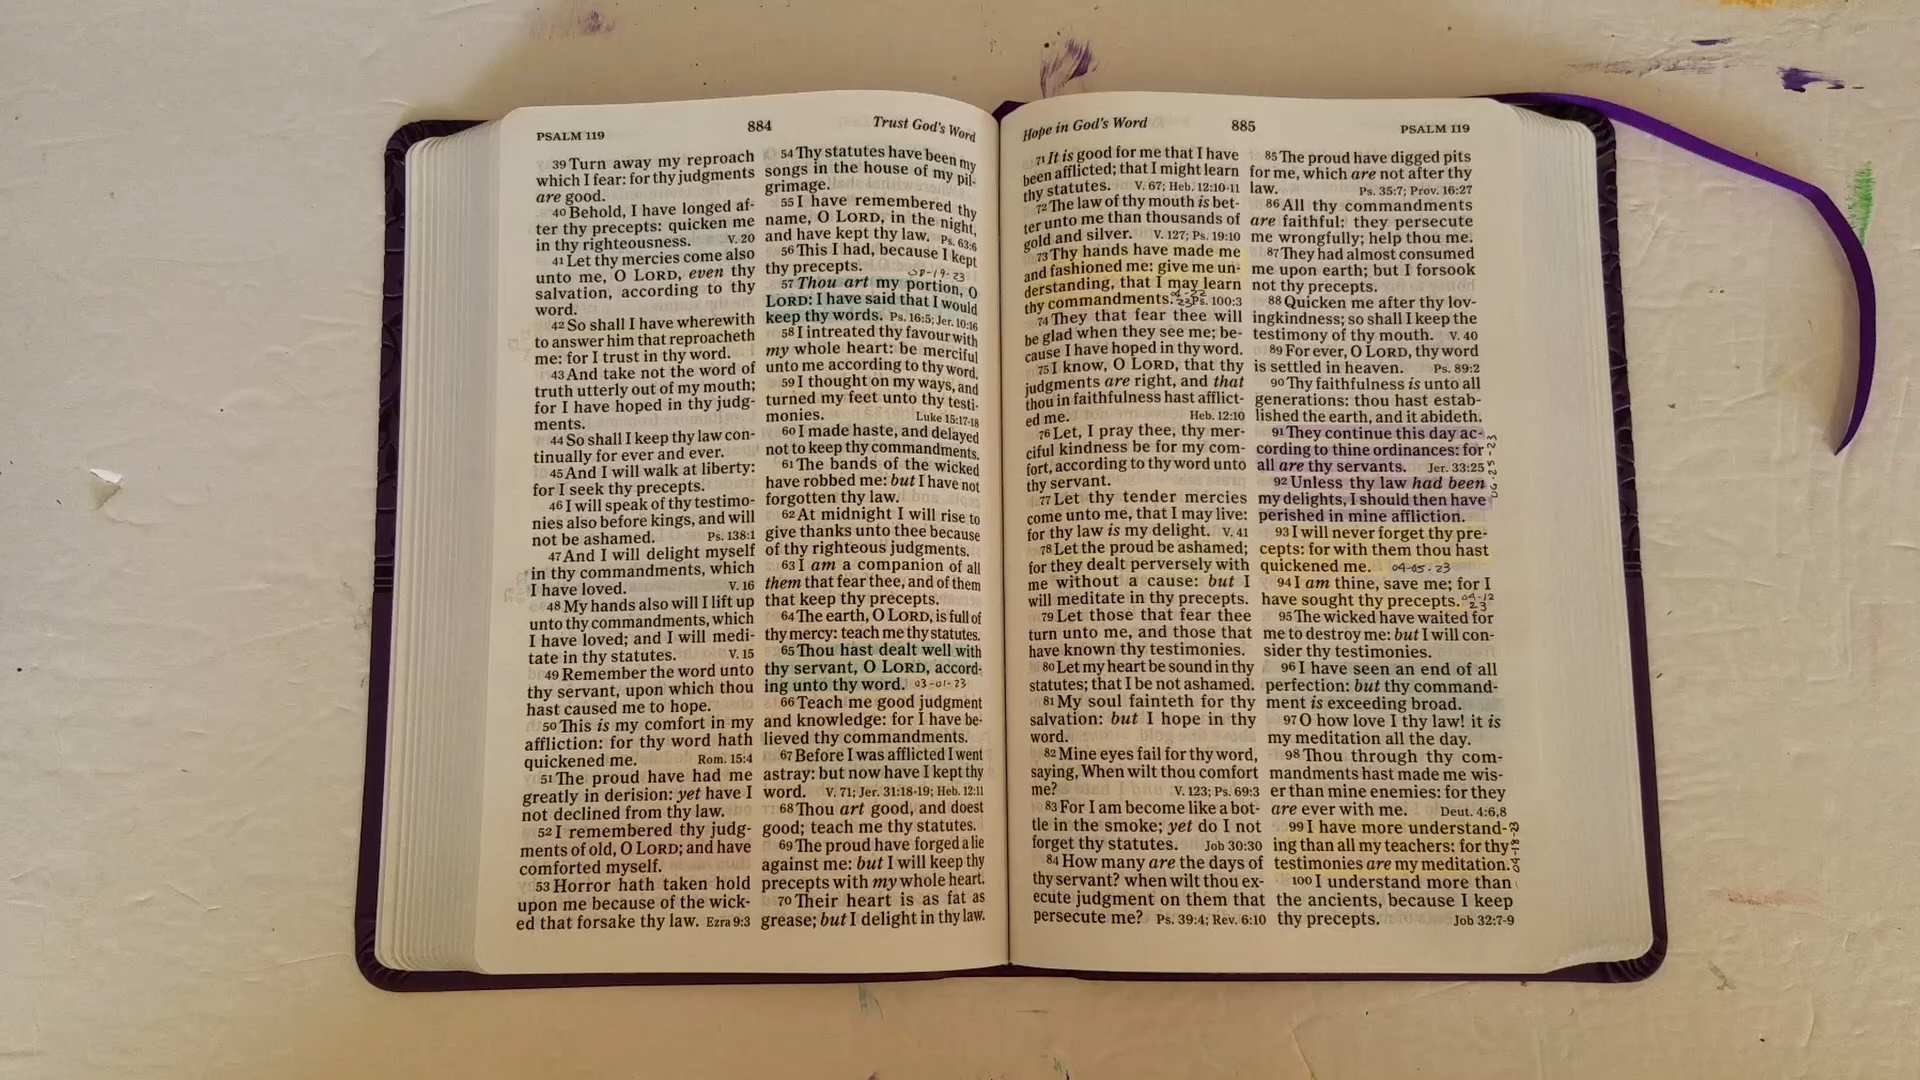 PSALM 119
884
Trust God's Word
39 Turn away my reproach
which I fear: for thy judgments
are good.
40 Behold, I have longed af-
ter thy precepts: quicken me
in thy righteousness. V. 20
41 Let thy mercies come also
unto me, O LORD, even thy
salvation, according to thy
word.
42 So shall I have wherewith
to answer him that reproacheth
me: for I trust in thy word.
43 And take not the word of
truth utterly out of my mouth;
for I have hoped in thy judg-
ments.
44 So shall I keep thy law con-
tinually for ever and ever.
45 And I will walk at liberty:
for I seek thy precepts.
46 I will speak of thy testimo-
nies also before kings, and will
not be ashamed. Ps. 138:1
47 And I will delight myself
in thy commandments, which
I have loved. V. 16
48 My hands also will I lift up
unto thy commandments, which
I have loved; and I will medi-
tate in thy statutes. V. 15
49 Remember the word unto
thy servant, upon which thou
hast caused me to hope.
50 This is my comfort in my
affliction: for thy word hath
quickened me. Rom. 15:4
51 The proud have had me
greatly in derision: yet have I
not declined from thy law.
52 I remembered thy judg-
ments of old, O LORD; and have
comforted myself.
53 Horror hath taken hold
upon me because of the wick-
ed that forsake thy law. Ezra 9:3
54 Thy statutes have been my
songs in the house of my pil-
grimage.
55 I have remembered thy
name, O LORD, in the night,
and have kept thy law. Ps. 63:6
56 This I had, because I kept
thy precepts.
57 Thou art my portion, O
LORD: I have said that I would
keep thy words. Ps. 16:5; Jer. 10:16
58 I intreated thy favour with
my whole heart: be merciful
unto me according to thy word.
59 I thought on my ways, and
turned my feet unto thy testi-
monies. Luke 15:17-18
60 I made haste, and delayed
not to keep thy commandments.
61 The bands of the wicked
have robbed me: but I have not
forgotten thy law.
62 At midnight I will rise to
give thanks unto thee because
of thy righteous judgments.
63 I am a companion of all
them that fear thee, and of them
that keep thy precepts.
64 The earth, O LORD, is full of
thy mercy: teach me thy statutes.
65 Thou hast dealt well with
thy servant, O LORD, accord-
ing unto thy word. 03-01-23
66 Teach me good judgment
and knowledge: for I have be-
lieved thy commandments.
67 Before I was afflicted I went
astray: but now have I kept thy
word. V. 71; Jer. 31:18-19; Heb. 12:11
68 Thou art good, and doest
good; teach me thy statutes.
69 The proud have forged a lie
against me: but I will keep thy
precepts with my whole heart.
70 Their heart is as fat as
grease; but I delight in thy law.
Hope in God's Word
885
PSALM 119
71 It is good for me that I have
been afflicted; that I might learn
thy statutes. V. 67; Heb. 12:10-11
72 The law of thy mouth is bet-
ter unto me than thousands of
gold and silver. V. 127; Ps. 19:10
73 Thy hands have made me
and fashioned me: give me un-
derstanding, that I may learn
thy commandments. Ps. 100:3
74 They that fear thee will
be glad when they see me; be-
cause I have hoped in thy word.
75 I know, O LORD, that thy
judgments are right, and that
thou in faithfulness hast afflict-
ed me. Heb. 12:10
76 Let, I pray thee, thy mer-
ciful kindness be for my com-
fort, according to thy word unto
thy servant.
77 Let thy tender mercies
come unto me, that I may live:
for thy law is my delight. V. 41
78 Let the proud be ashamed;
for they dealt perversely with
me without a cause: but I
will meditate in thy precepts.
79 Let those that fear thee
turn unto me, and those that
have known thy testimonies.
80 Let my heart be sound in thy
statutes; that I be not ashamed.
81 My soul fainteth for thy
salvation: but I hope in thy
word.
82 Mine eyes fail for thy word,
saying, When wilt thou comfort
me? V. 123; Ps. 69:3
83 For I am become like a bot-
tle in the smoke; yet do I not
forget thy statutes. Job 30:30
84 How many are the days of
thy servant? when wilt thou ex-
ecute judgment on them that
persecute me? Ps. 39:4; Rev. 6:10
85 The proud have digged pits
for me, which are not after thy
law. Ps. 35:7; Prov. 16:27
86 All thy commandments
are faithful: they persecute
me wrongfully; help thou me.
87 They had almost consumed
me upon earth; but I forsook
not thy precepts.
88 Quicken me after thy lov-
ingkindness; so shall I keep the
testimony of thy mouth. V. 40
89 For ever, O LORD, thy word
is settled in heaven. Ps. 89:2
90 Thy faithfulness is unto all
generations: thou hast estab-
lished the earth, and it abideth.
91 They continue this day ac-
cording to thine ordinances: for
all are thy servants. Jer. 33:25
92 Unless thy law had been
my delights, I should then have
perished in mine affliction.
93 I will never forget thy pre-
cepts: for with them thou hast
quickened me. 04-05-23
94 I am thine, save me; for I
have sought thy precepts.
95 The wicked have waited for
me to destroy me: but I will con-
sider thy testimonies.
96 I have seen an end of all
perfection: but thy command-
ment is exceeding broad.
97 O how love I thy law! it is
my meditation all the day.
98 Thou through thy com-
mandments hast made me wis-
er than mine enemies: for they
are ever with me. Deut. 4:6,8
99 I have more understand-
ing than all my teachers: for thy
testimonies are my meditation.
100 I understand more than
the ancients, because I keep
thy precepts. Job 32:7-9